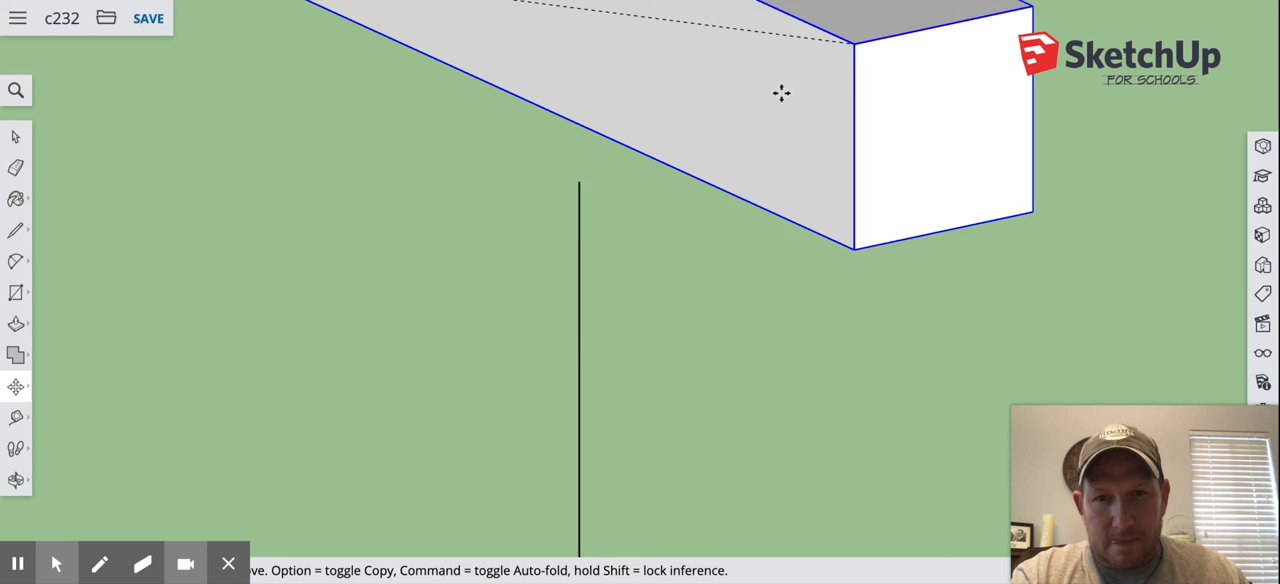 c232 SAVE
SketchUp
FOR SCHOOLS
ve. Option = toggle Copy, Command = toggle Auto-fold, hold Shift = lock inference.